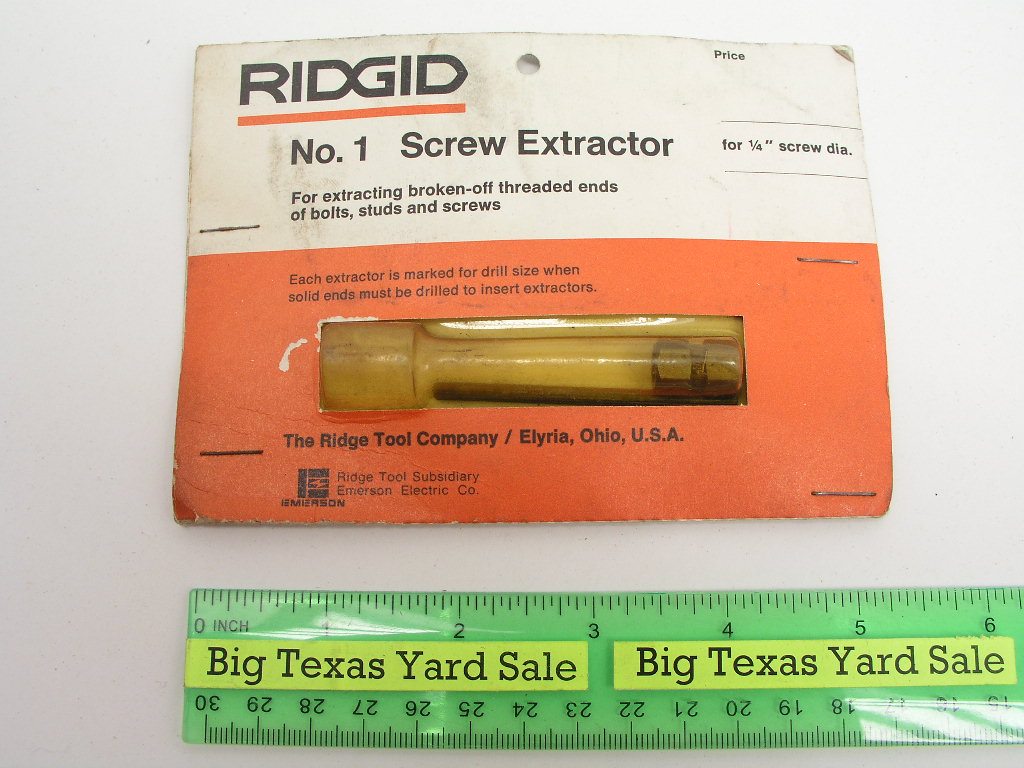 RIDGID
Price
No. 1 Screw Extractor
for ¼" screw dia.
For extracting broken-off threaded ends
of bolts, studs and screws
Each extractor is marked for drill size when
solid ends must be drilled to insert extractors.
The Ridge Tool Company / Elyria, Ohio, U.S.A.
Ridge Tool Subsidiary
Emerson Electric Co.
EMERSON
0 INCH 1 2 3 4 5 6
Big Texas Yard Sale Big Texas Yard Sale
30 29 28 27 26 25 24 23 22 21 20 19 18 17 16 15